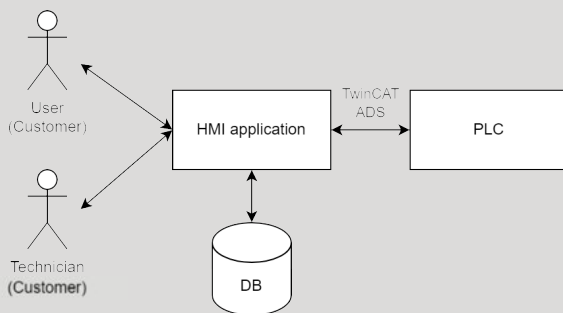 User
(Customer)
HMI application
TwinCAT
ADS
PLC
Technician
(Customer)
DB